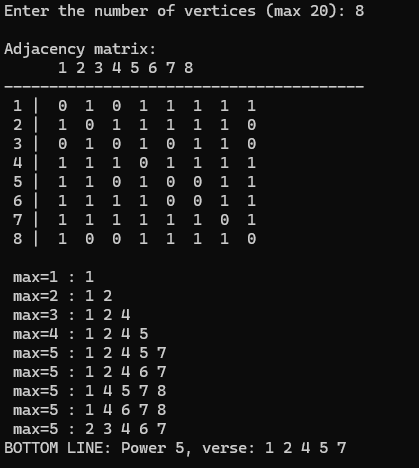 Enter the number of vertices (max 20): 8
Adjacency matrix:
1 2 3 4 5 6 7 8
----------------------------------------
1 | 0 1 0 1 1 1 1 1
2 | 1 0 1 1 1 1 1 0
3 | 0 1 0 1 0 1 1 0
4 | 1 1 1 0 1 1 1 1
5 | 1 1 0 1 0 0 1 1
6 | 1 1 1 1 0 0 1 1
7 | 1 1 1 1 1 1 0 1
8 | 1 0 0 1 1 1 1 0
max=1 : 1
max=2 : 1 2
max=3 : 1 2 4
max=4 : 1 2 4 5
max=5 : 1 2 4 5 7
max=5 : 1 2 4 6 7
max=5 : 1 4 5 7 8
max=5 : 1 4 6 7 8
max=5 : 2 3 4 6 7
BOTTOM LINE: Power 5, verse: 1 2 4 5 7